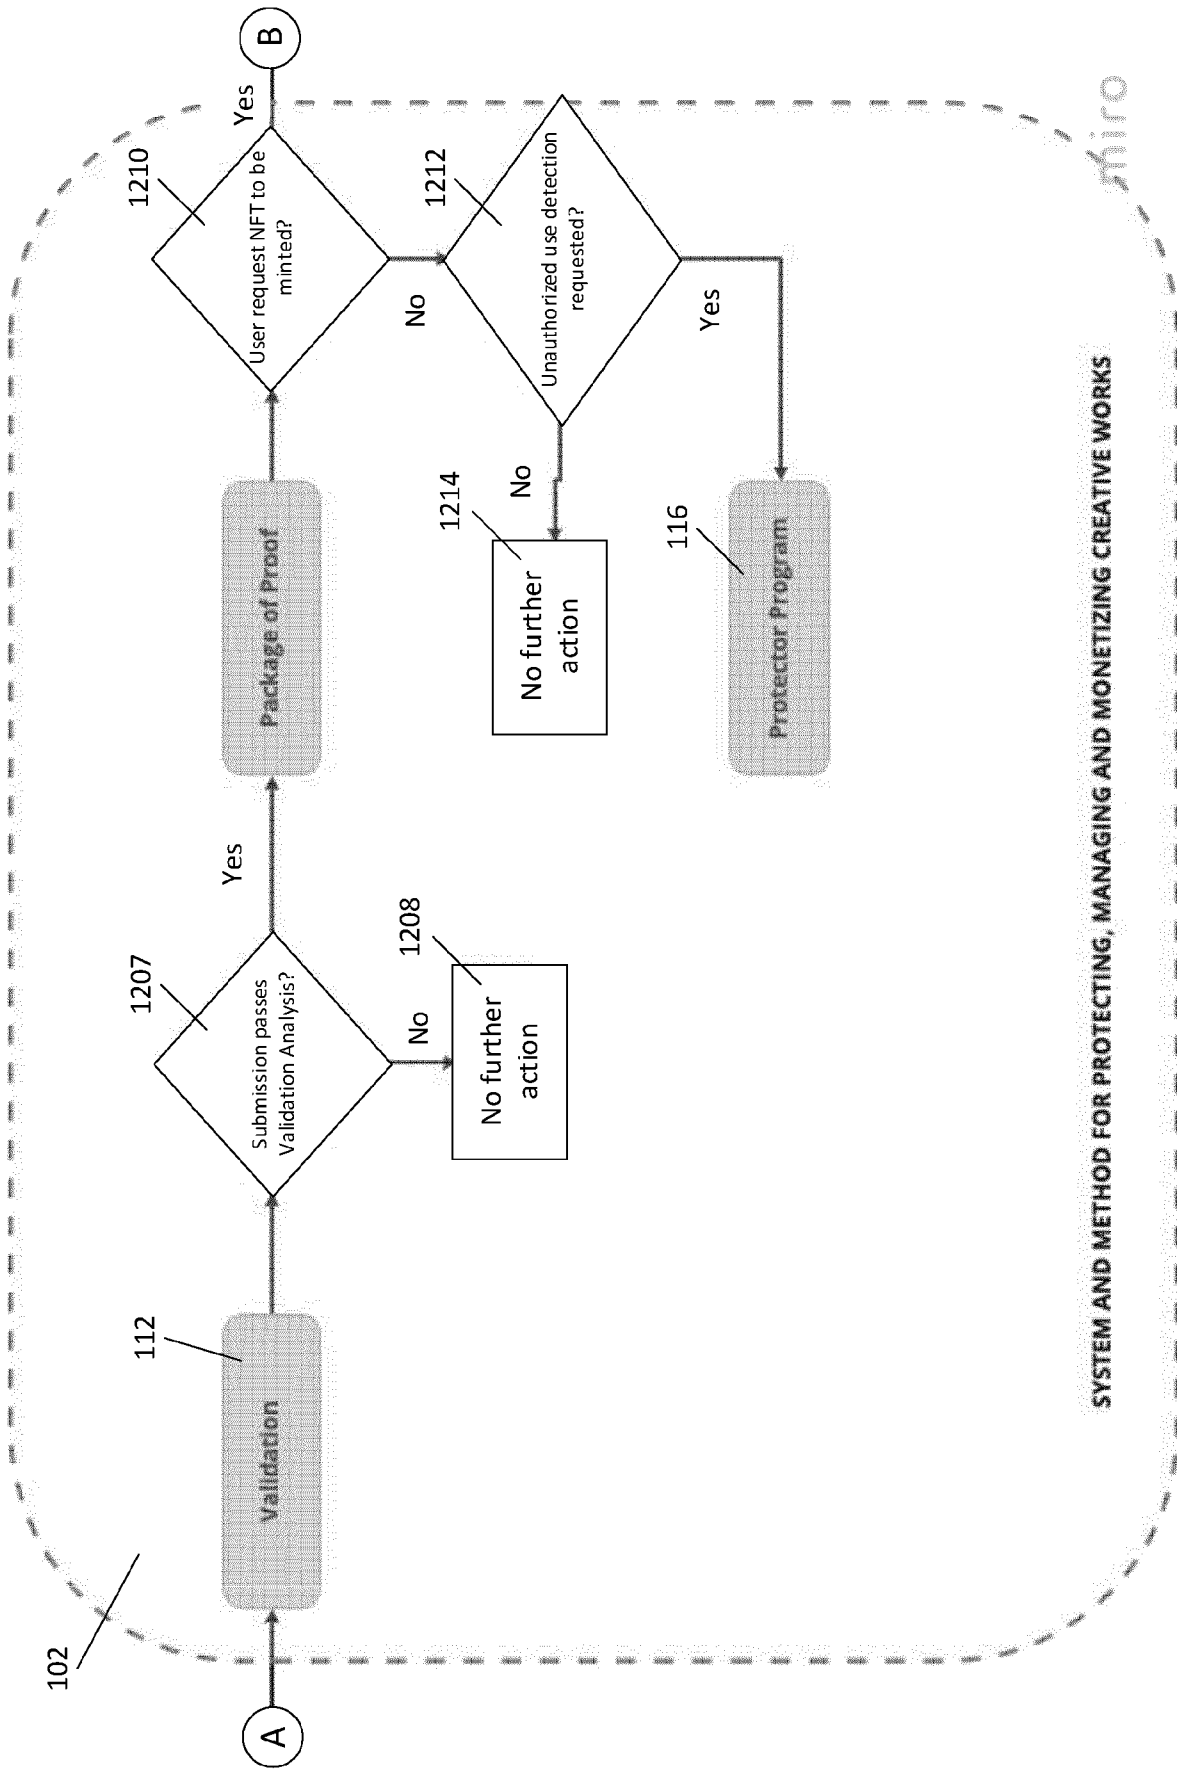 102
A
112
Validation
1207
Submission passes
Validation Analysis?
Yes
No
1208
No further
action
Package of Proof
1210
User request NFT to be
minted?
Yes
B
No
1212
Unauthorized use detection
requested?
No
1214
No further
action
Yes
116
Protector Program
SYSTEM AND METHOD FOR PROTECTING, MANAGING AND MONETIZING CREATIVE WORKS
miro